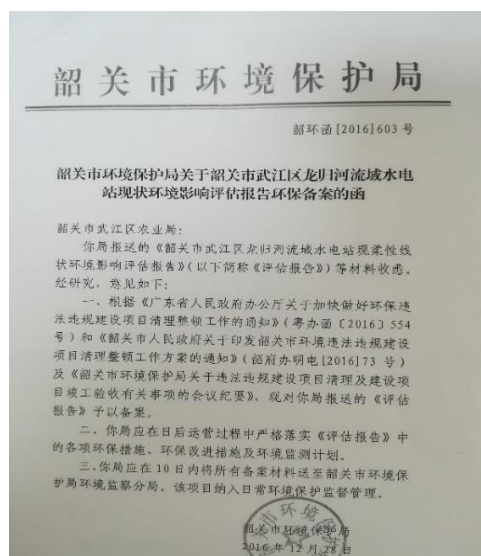 韶关市环境保护局
韶环函[2016]603号
韶关市环境保护局关于韶关市武江区龙归河流域水电
站现状环境影响评估报告环保备案的函
韶关市武江区农业局:
你局报送的《韶关市武江区龙归河流域水电站现柔性线
状环境影响评估报告》(以下简称《评估报告》)等材料收悉。
经研究,意见如下:
一、根据《广东省人民政府办公厅关于加快做好环保违
法违规建设项目清理整顿工作的通知》(粤办函〔2016〕554
号)和《韶关市人民政府关于印发韶关市环境违法违规建设
项目清理整顿工作方案的通知》(韶府办明电[2016]73 号)
及《韶关市环境保护局关于违法违规建设项目清理及建设项
目竣工验收有关事项的会议纪要》,现对你局报送的《评估
报告》予以备案。
二、你局应在日后运营过程中严格落实《评估报告》中
的各项环保措施、环保改进措施及环境监测计划。
三、你局应在10日内将所有备案材料送至韶关市环境保
护局环境监察分局,该项目纳入日常环境保护监督管理。
韶关市环境保护局
2016年12月28日